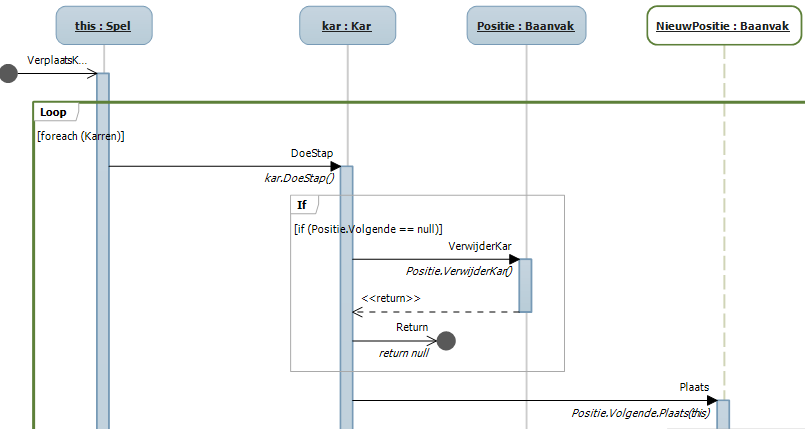 this : Spel
kar : Kar
Positie : Baanvak
NieuwPositie : Baanvak
VerplaatsK...
Loop
[foreach (Karren)]
DoeStap
kar.DoeStap()
If
[if (Positie.Volgende == null)]
VerwijderKar
Positie.VerwijderKar()
<<return>>
Return
return null
Plaats
Positie.Volgende.Plaats(this)